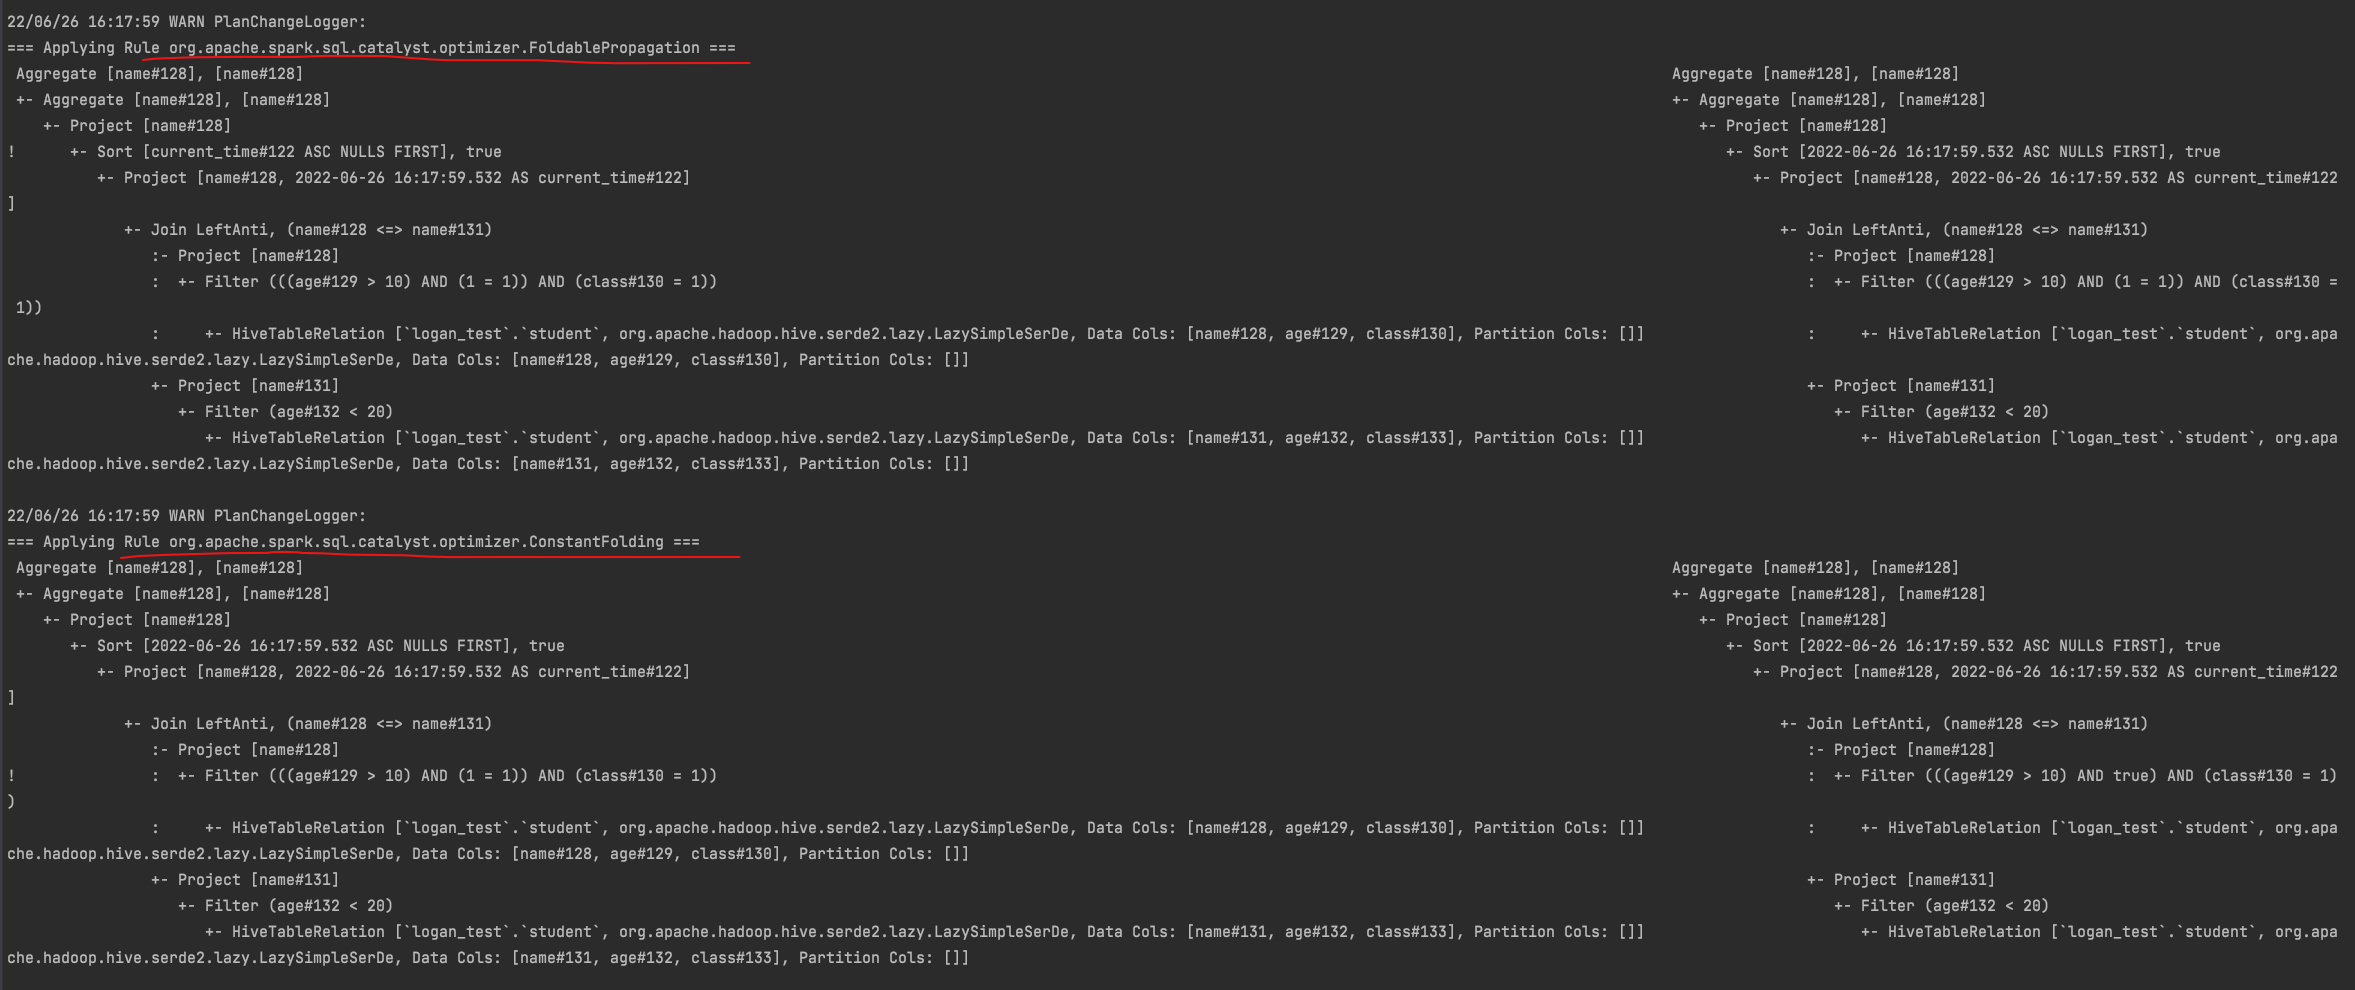 22/06/26 16:17:59 WARN PlanChangeLogger:
=== Applying Rule org.apache.spark.sql.catalyst.optimizer.FoldablePropagation ===
 Aggregate [name#128], [name#128]                                                                                                                                                       Aggregate [name#128], [name#128]
 +- Aggregate [name#128], [name#128]                                                                                                                                                    +- Aggregate [name#128], [name#128]
    +- Project [name#128]                                                                                                                                                                  +- Project [name#128]
!      +- Sort [current_time#122 ASC NULLS FIRST], true                                                                                                                                       +- Sort [2022-06-26 16:17:59.532 ASC NULLS FIRST], true
          +- Project [name#128, 2022-06-26 16:17:59.532 AS current_time#122]                                                                                                                     +- Project [name#128, 2022-06-26 16:17:59.532 AS current_time#122
]
             +- Join LeftAnti, (name#128 <=> name#131)                                                                                                                                              +- Join LeftAnti, (name#128 <=> name#131)
                :- Project [name#128]                                                                                                                                                                  :- Project [name#128]
                :  +- Filter (((age#129 > 10) AND (1 = 1)) AND (class#130 = 1))                                                                                                                        :  +- Filter (((age#129 > 10) AND (1 = 1)) AND (class#130 =
 1))
                :     +- HiveTableRelation [`logan_test`.`student`, org.apache.hadoop.hive.serde2.lazy.LazySimpleSerDe, Data Cols: [name#128, age#129, class#130], Partition Cols: []]                 :     +- HiveTableRelation [`logan_test`.`student`, org.apa
che.hadoop.hive.serde2.lazy.LazySimpleSerDe, Data Cols: [name#128, age#129, class#130], Partition Cols: []]
                +- Project [name#131]                                                                                                                                                                  +- Project [name#131]
                   +- Filter (age#132 < 20)                                                                                                                                                               +- Filter (age#132 < 20)
                      +- HiveTableRelation [`logan_test`.`student`, org.apache.hadoop.hive.serde2.lazy.LazySimpleSerDe, Data Cols: [name#131, age#132, class#133], Partition Cols: []]                       +- HiveTableRelation [`logan_test`.`student`, org.apa
che.hadoop.hive.serde2.lazy.LazySimpleSerDe, Data Cols: [name#131, age#132, class#133], Partition Cols: []]
22/06/26 16:17:59 WARN PlanChangeLogger:
=== Applying Rule org.apache.spark.sql.catalyst.optimizer.ConstantFolding ===
 Aggregate [name#128], [name#128]                                                                                                                                                       Aggregate [name#128], [name#128]
 +- Aggregate [name#128], [name#128]                                                                                                                                                    +- Aggregate [name#128], [name#128]
    +- Project [name#128]                                                                                                                                                                  +- Project [name#128]
       +- Sort [2022-06-26 16:17:59.532 ASC NULLS FIRST], true                                                                                                                                +- Sort [2022-06-26 16:17:59.532 ASC NULLS FIRST], true
          +- Project [name#128, 2022-06-26 16:17:59.532 AS current_time#122]                                                                                                                     +- Project [name#128, 2022-06-26 16:17:59.532 AS current_time#122
]
             +- Join LeftAnti, (name#128 <=> name#131)                                                                                                                                              +- Join LeftAnti, (name#128 <=> name#131)
                :- Project [name#128]                                                                                                                                                                  :- Project [name#128]
!               :  +- Filter (((age#129 > 10) AND (1 = 1)) AND (class#130 = 1))                                                                                                                        :  +- Filter (((age#129 > 10) AND true) AND (class#130 = 1)
)
                :     +- HiveTableRelation [`logan_test`.`student`, org.apache.hadoop.hive.serde2.lazy.LazySimpleSerDe, Data Cols: [name#128, age#129, class#130], Partition Cols: []]                 :     +- HiveTableRelation [`logan_test`.`student`, org.apa
che.hadoop.hive.serde2.lazy.LazySimpleSerDe, Data Cols: [name#128, age#129, class#130], Partition Cols: []]
                +- Project [name#131]                                                                                                                                                                  +- Project [name#131]
                   +- Filter (age#132 < 20)                                                                                                                                                               +- Filter (age#132 < 20)
                      +- HiveTableRelation [`logan_test`.`student`, org.apache.hadoop.hive.serde2.lazy.LazySimpleSerDe, Data Cols: [name#131, age#132, class#133], Partition Cols: []]                       +- HiveTableRelation [`logan_test`.`student`, org.apa
che.hadoop.hive.serde2.lazy.LazySimpleSerDe, Data Cols: [name#131, age#132, class#133], Partition Cols: []]